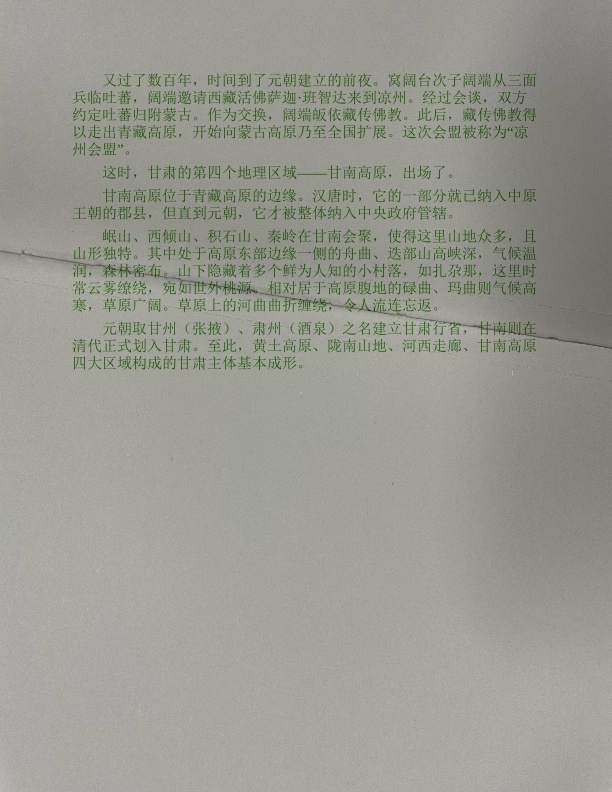 又过了数百年，时间到了元朝建立的前夜。窝阔台次子阔端从三面
兵临吐蕃，阔端邀请西藏活佛萨迦·班智达来到凉州。经过会谈，双方
约定吐蕃归附蒙古。作为交换，阔端皈依藏传佛教。此后，藏传佛教得
以走出青藏高原，开始向蒙古高原乃至全国扩展。这次会盟被称为“凉
州会盟”。
这时，甘肃的第四个地理区域——甘南高原，出场了。
甘南高原位于青藏高原的边缘。汉唐时，它的一部分就已纳入中原
王朝的郡县，但直到元朝，它才被整体纳入中央政府管辖。
岷山、西倾山、积石山、秦岭在甘南会聚，使得这里山地众多，且
山形独特。其中处于高原东部边缘一侧的舟曲、迭部山高峡深，气候温
润，森林密布。山下隐藏着多个鲜为人知的小村落，如扎尕那，这里时
常云雾缭绕，宛如世外桃源。相对居于高原腹地的碌曲、玛曲则气候高
寒，草原广阔。草原上的河曲曲折缠绕，令人流连忘返。
元朝取甘州（张掖）、肃州（酒泉）之名建立甘肃行省，甘南则在
清代正式划入甘肃。至此，黄土高原、陇南山地、河西走廊、甘南高原
四大区域构成的甘肃主体基本成形。